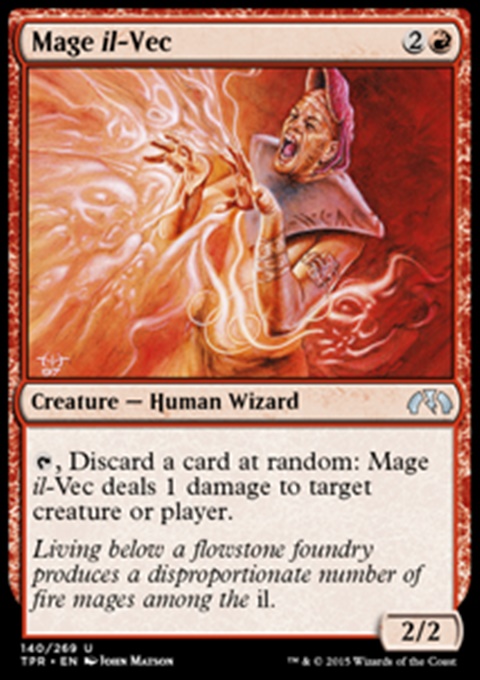 Mage il-Vec 2
Creature — Human Wizard
, Discard a card at random: Mage
il-Vec deals 1 damage to target
creature or player.
Living below a flowstone foundry
produces a disproportionate number of
fire mages among the il.
2/2
140/269 U
TPR • EN John Matson
™ & © 2015 Wizards of the Coast